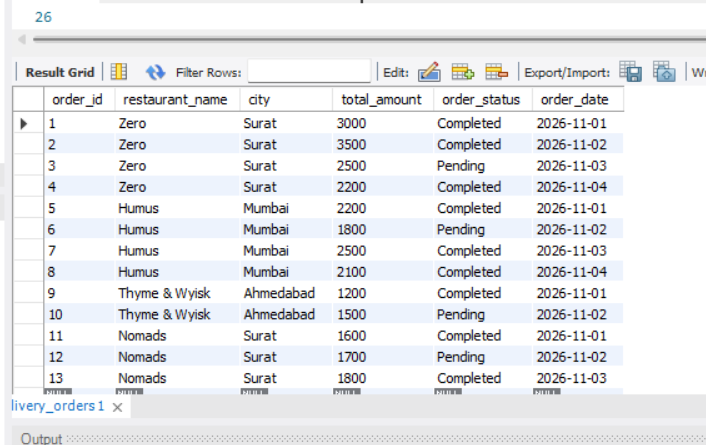 26
Result Grid Filter Rows: Edit: Export/Import:
order_id restaurant_name city total_amount order_status order_date
1 Zero Surat 3000 Completed 2026-11-01
2 Zero Surat 3500 Completed 2026-11-02
3 Zero Surat 2500 Pending 2026-11-03
4 Zero Surat 2200 Completed 2026-11-04
5 Humus Mumbai 2200 Completed 2026-11-01
6 Humus Mumbai 1800 Pending 2026-11-02
7 Humus Mumbai 2500 Completed 2026-11-03
8 Humus Mumbai 2100 Completed 2026-11-04
9 Thyme & Wyisk Ahmedabad 1200 Completed 2026-11-01
10 Thyme & Wyisk Ahmedabad 1500 Pending 2026-11-02
11 Nomads Surat 1600 Completed 2026-11-01
12 Nomads Surat 1700 Pending 2026-11-02
13 Nomads Surat 1800 Completed 2026-11-03
livery_orders 1
Output